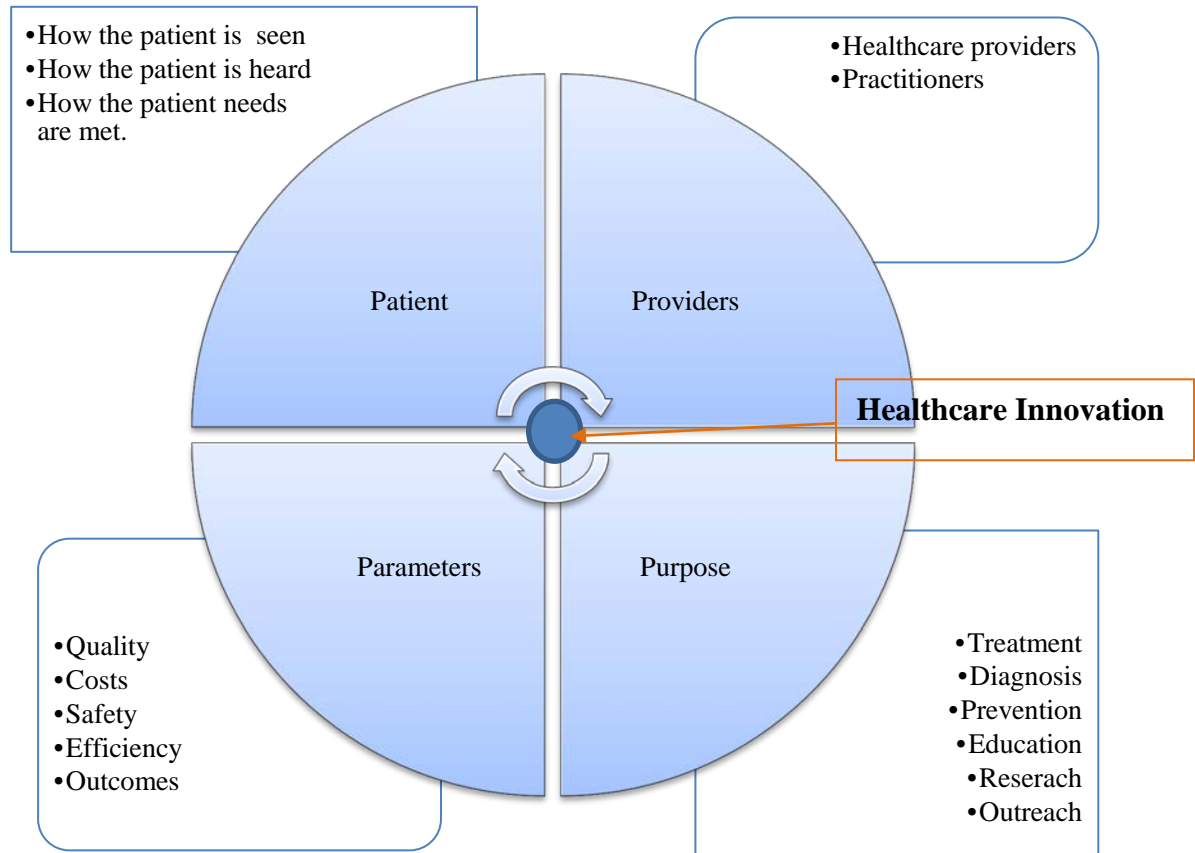 •How the patient is seen
•How the patient is heard
•How the patient needs
are met.
•Healthcare providers
•Practitioners
Patient
Providers
Healthcare Innovation
Parameters
Purpose
•Quality
•Costs
•Safety
•Efficiency
•Outcomes
•Treatment
•Diagnosis
•Prevention
•Education
•Reserach
•Outreach